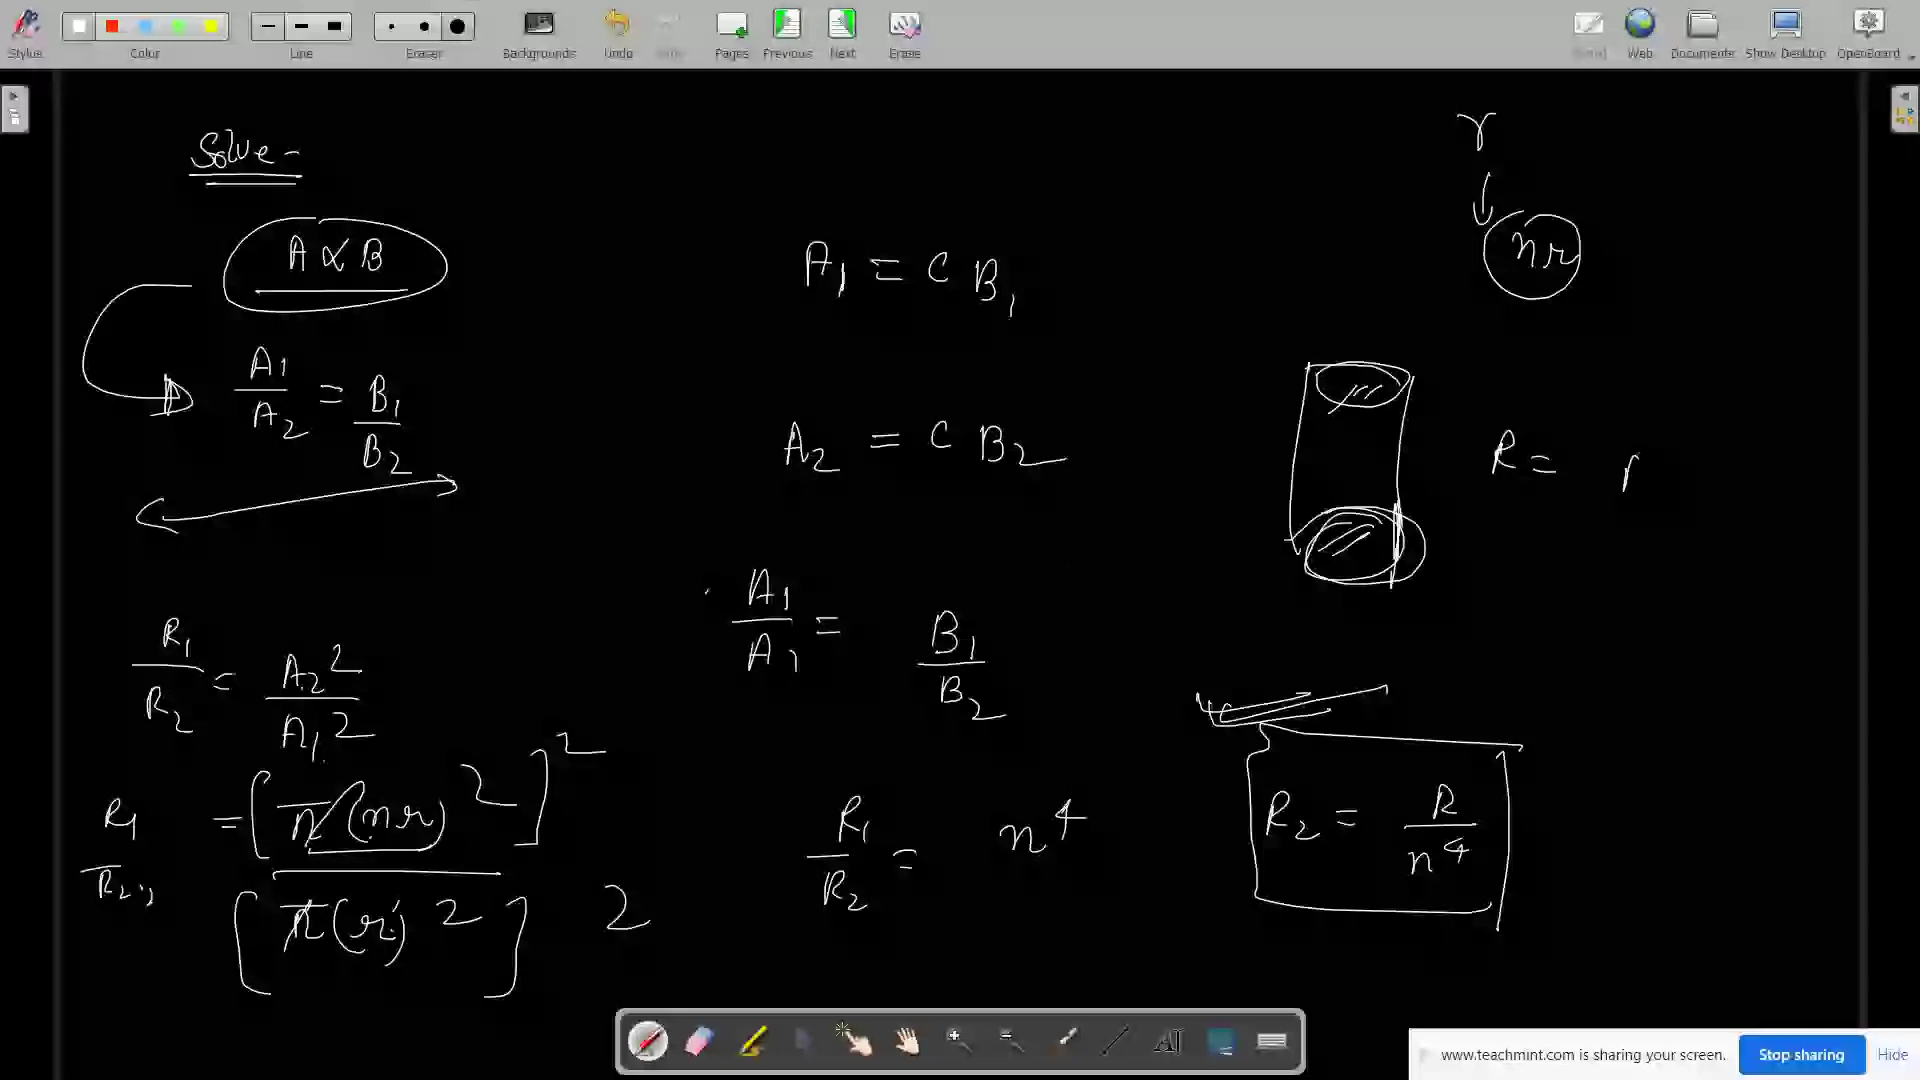 Stylus Color Line Eraser Backgrounds Undo Pages Previous Next Erase Web Documents Show Desktop OpenBoard
Solve-
A ∝ B
A1/A2 = B1/B2
R1/R2 = A2²/A1²
R1/R2 = [π(nr)²]²/[π(r)²]²
A1 = C B1
A2 = C B2
A1/A2 = B1/B2
R1/R2 = n⁴
r
↓
nr
R =
R2 = R/n⁴
www.teachmint.com is sharing your screen. Stop sharing Hide